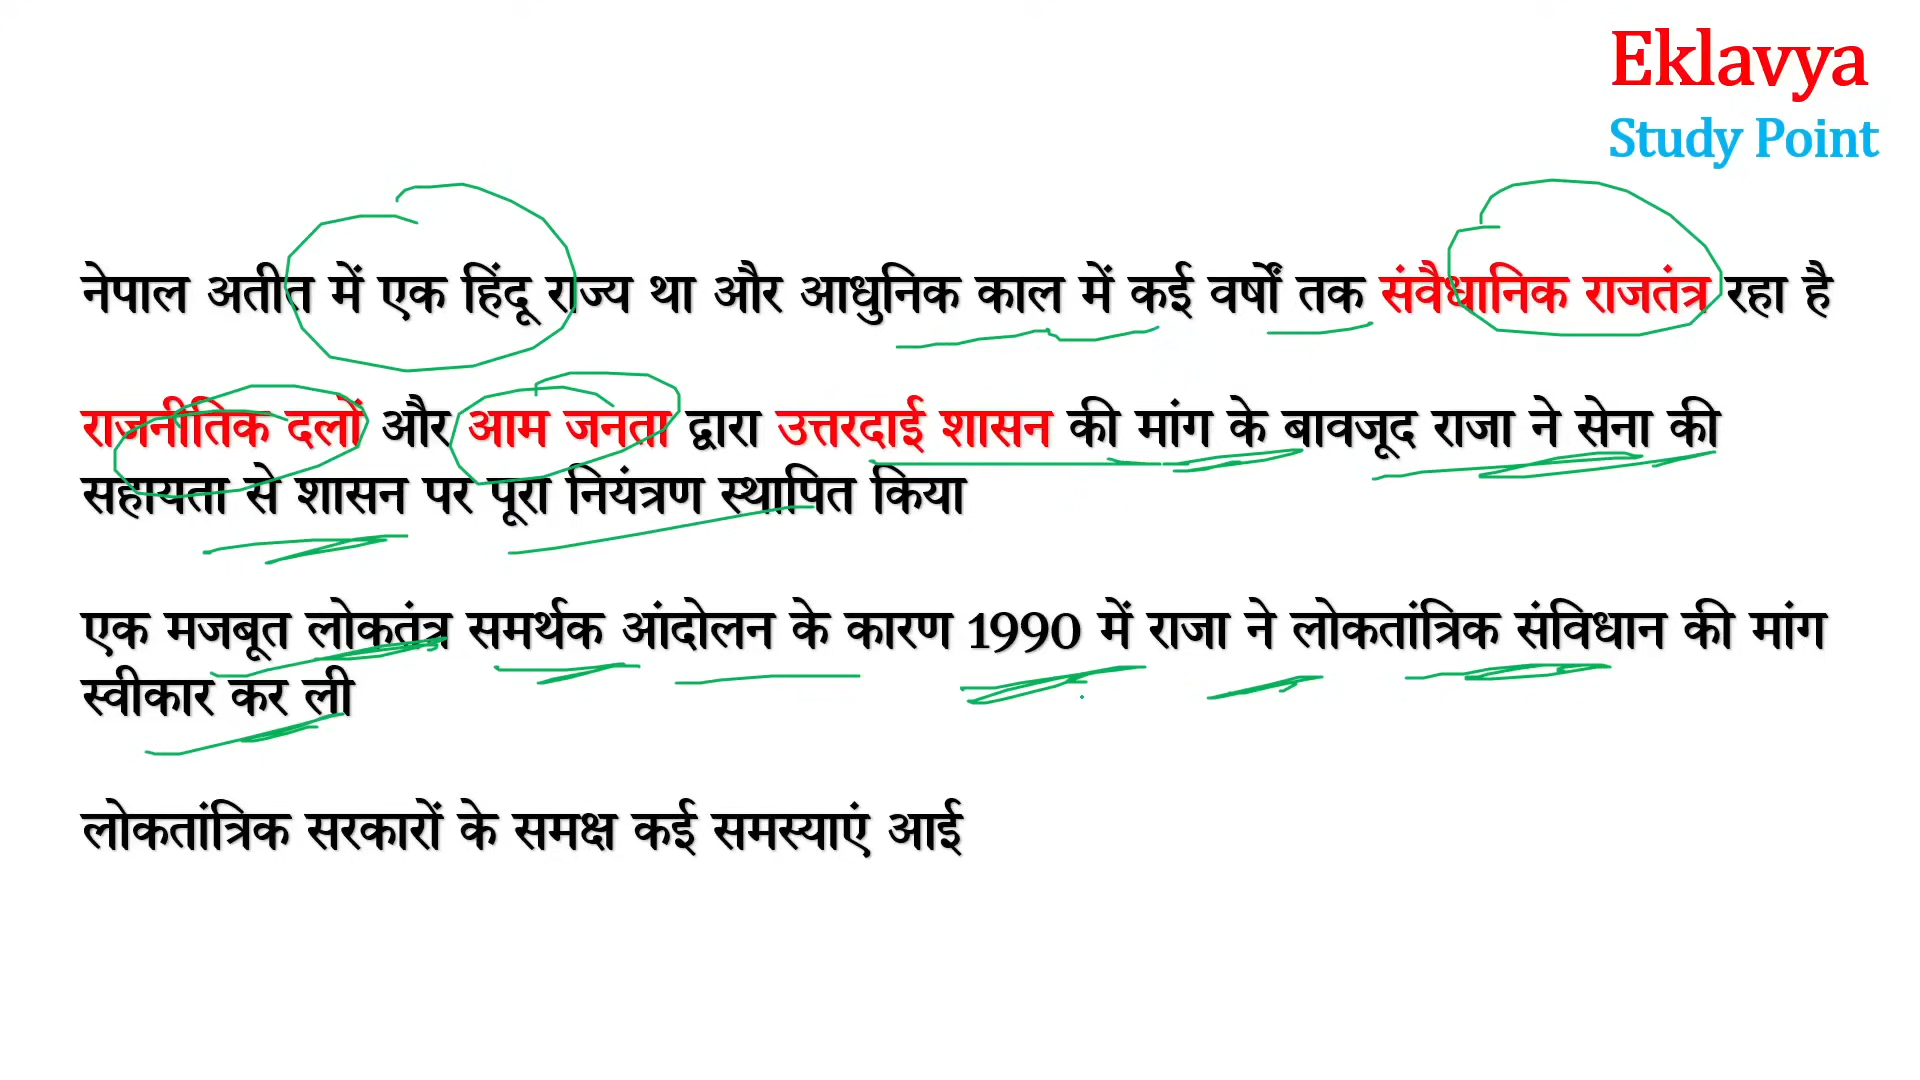 Eklavya
Study Point
नेपाल अतीत में एक हिंदू राज्य था और आधुनिक काल में कई वर्षों तक संवैधानिक राजतंत्र रहा है
राजनीतिक दलों और आम जनता द्वारा उत्तरदाई शासन की मांग के बावजूद राजा ने सेना की
सहायता से शासन पर पूरा नियंत्रण स्थापित किया
एक मजबूत लोकतंत्र समर्थक आंदोलन के कारण 1990 में राजा ने लोकतांत्रिक संविधान की मांग
स्वीकार कर ली
लोकतांत्रिक सरकारों के समक्ष कई समस्याएं आई